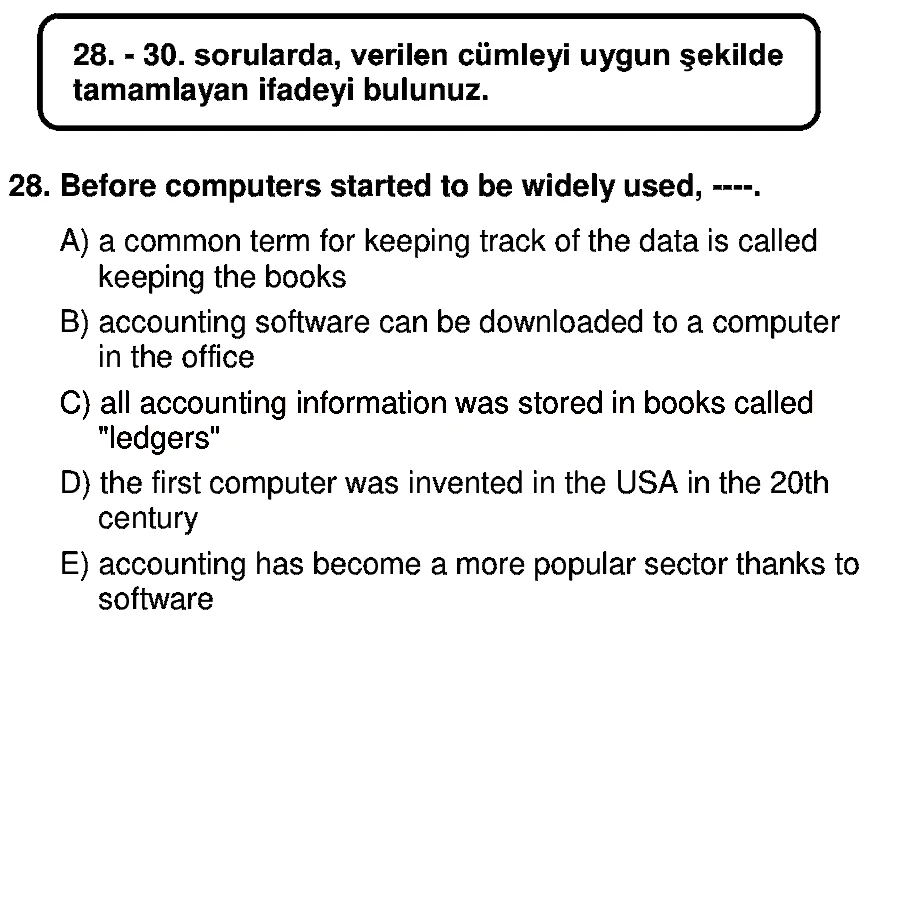 28. - 30. sorularda, verilen cümleyi uygun şekilde
tamamlayan ifadeyi bulunuz.
28. Before computers started to be widely used, ----.
A) a common term for keeping track of the data is called
keeping the books
B) accounting software can be downloaded to a computer
in the office
C) all accounting information was stored in books called
"ledgers"
D) the first computer was invented in the USA in the 20th
century
E) accounting has become a more popular sector thanks to
software